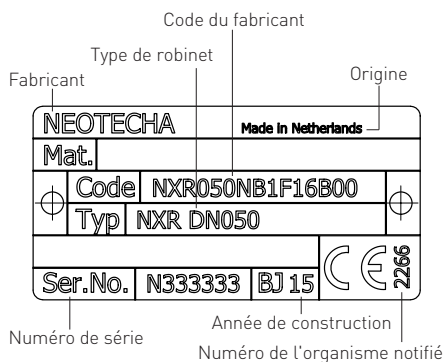 Code du fabricant
Type de robinet
Fabricant
Origine
NEOTECHA Made in Netherlands
Mat.
Code NXR050NB1F16B00
Typ NXR DN050
CE 2266
Ser.No. N333333 BJ 15
Année de construction
Numéro de série
Numéro de l'organisme notifié